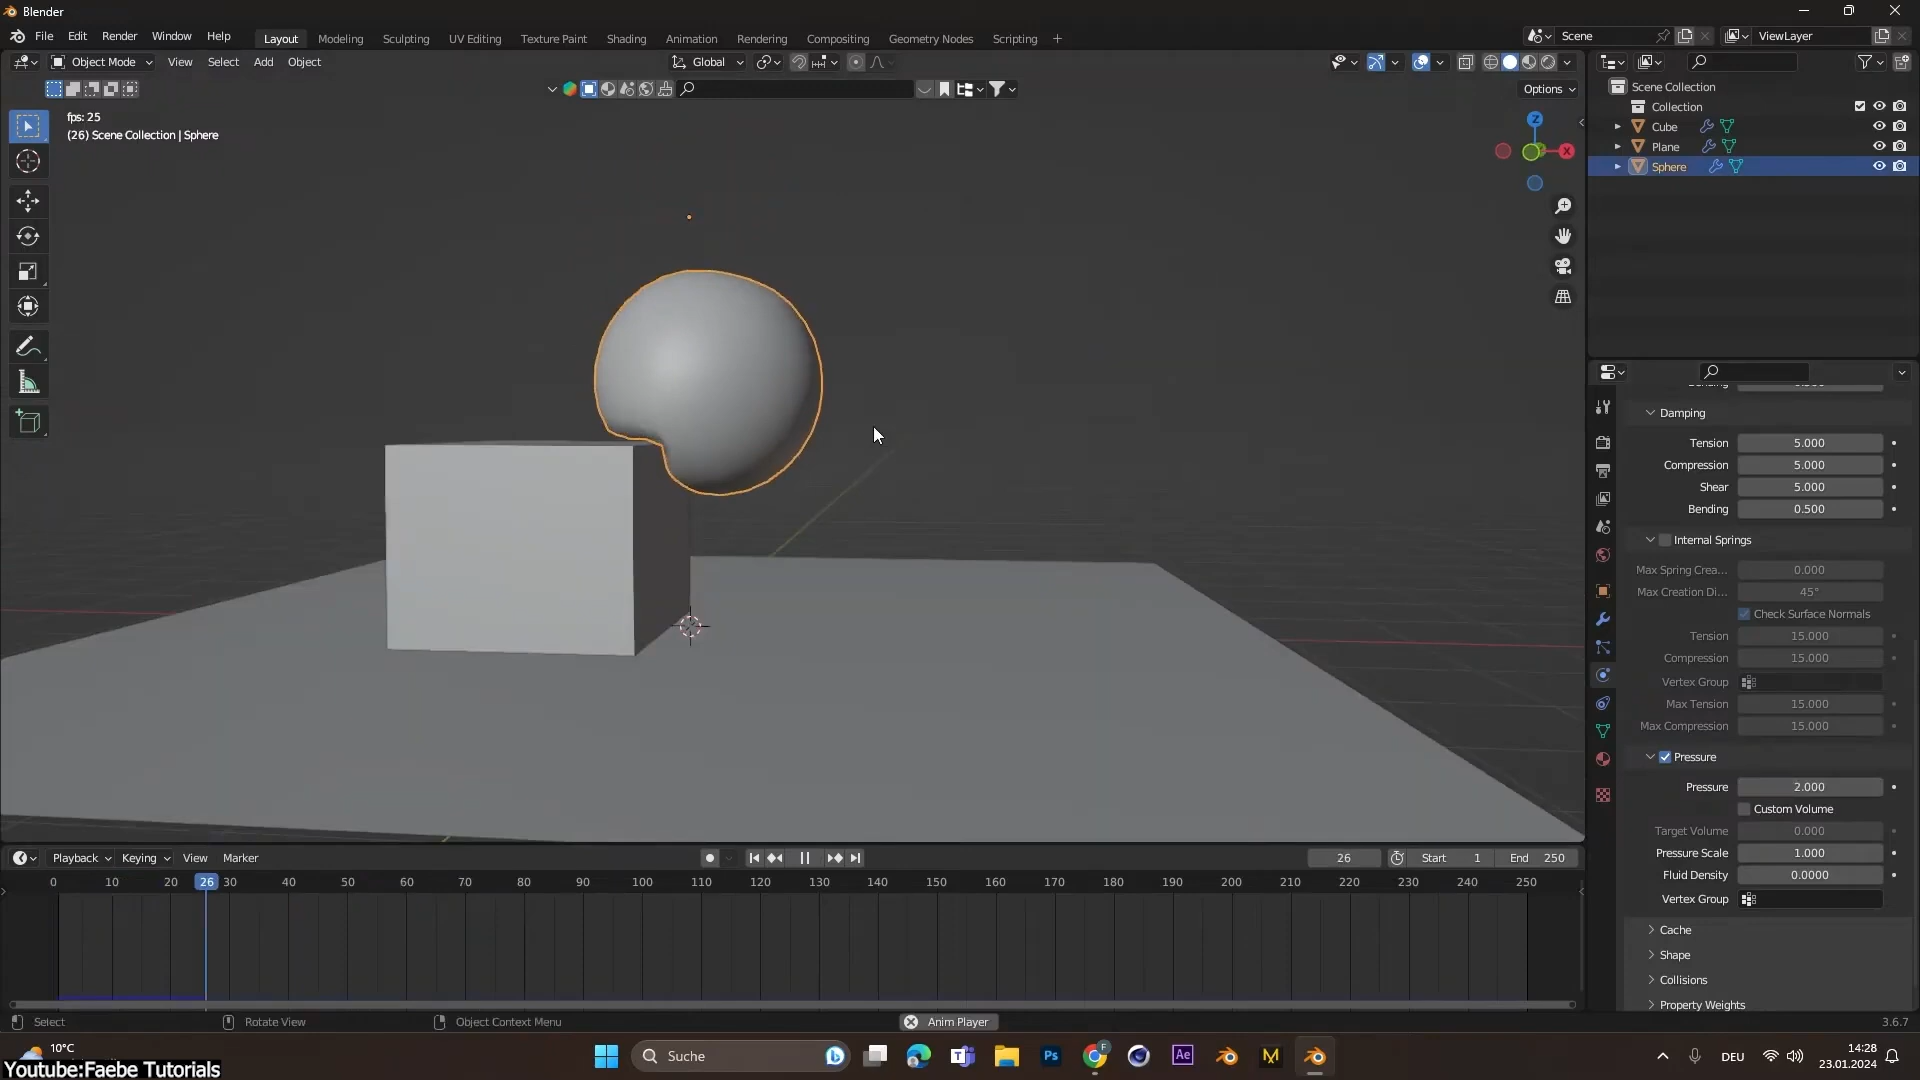 Blender
File Edit Render Window Help Layout Modeling Sculpting UV Editing Texture Paint Shading Animation Rendering Compositing Geometry Nodes Scripting + Scene ViewLayer
Object Mode View Select Add Object Global
Options
fps: 25
(26) Scene Collection | Sphere
Z
X
Scene Collection
Collection
Cube
Plane
Sphere
Damping
Tension 5.000
Compression 5.000
Shear 5.000
Bending 0.500
Internal Springs
Max Spring Crea... 0.000
Max Creation Di... 45°
Check Surface Normals
Tension 15.000
Compression 15.000
Vertex Group
Max Tension 15.000
Max Compression 15.000
Pressure
Pressure 2.000
Custom Volume
Target Volume 0.000
Pressure Scale 1.000
Fluid Density 0.0000
Vertex Group
Cache
Shape
Collisions
Property Weights
Playback Keying View Marker 26 Start 1 End 250
0 10 20 26 30 40 50 60 70 80 90 100 110 120 130 140 150 160 170 180 190 200 210 220 230 240 250
Select Rotate View Object Context Menu Anim Player 3.6.7
10°C
Youtube:Faebe Tutorials
Suche
Ps
F
Ae
M
DEU
14:28
23.01.2024